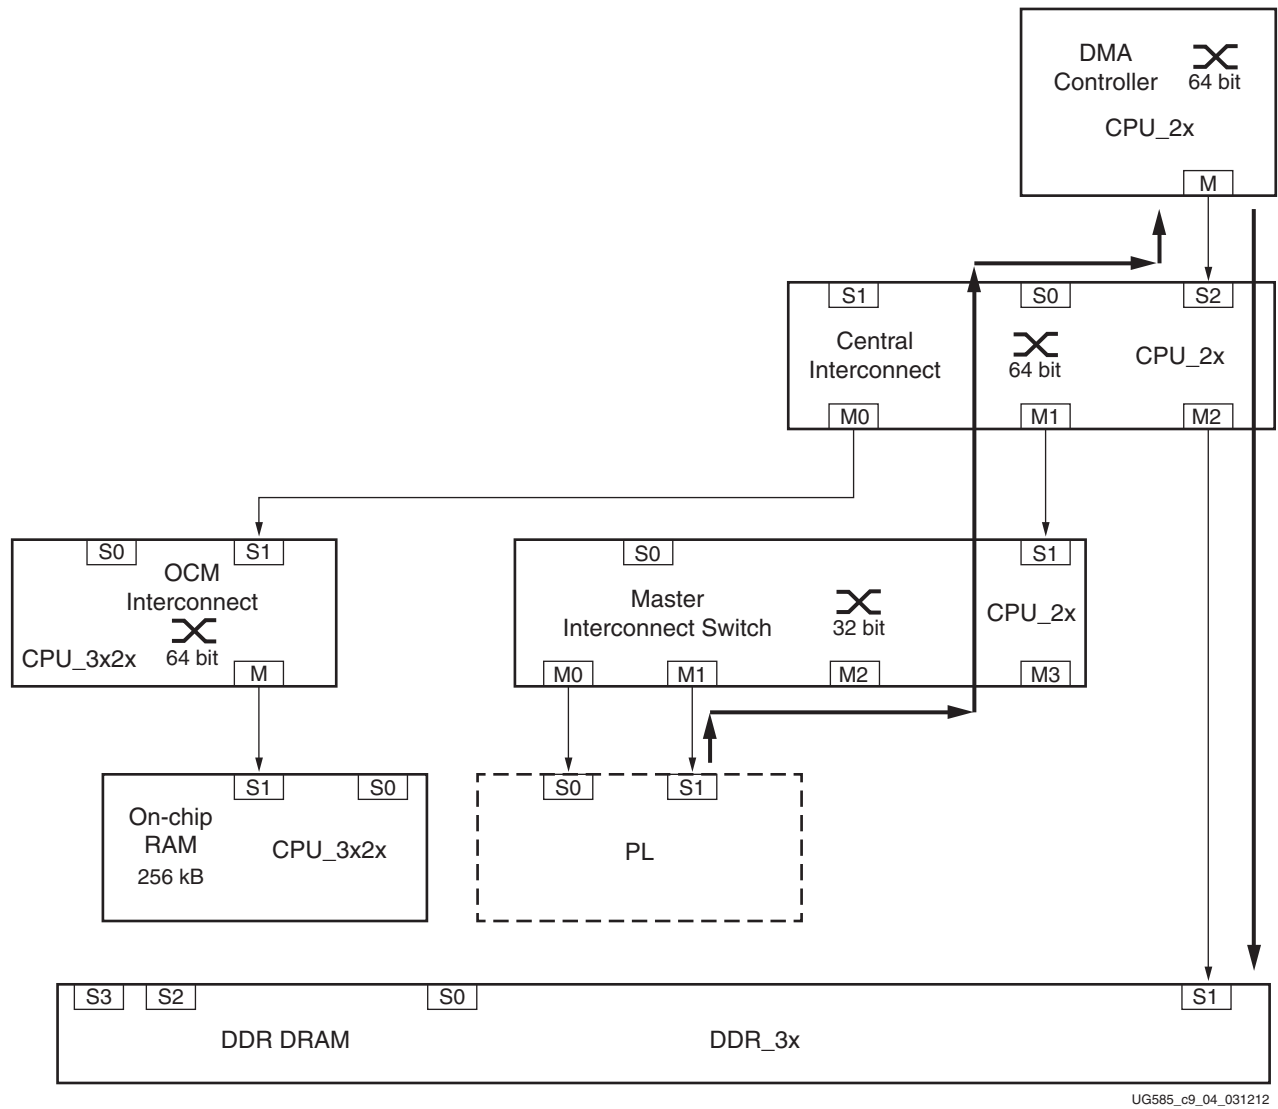 DMA
Controller
64 bit
CPU_2x
M
S1
S0
S2
Central
Interconnect
64 bit
CPU_2x
M0
M1
M2
S0
S1
OCM
Interconnect
CPU_3x2x
64 bit
M
S0
S1
Master
Interconnect Switch
32 bit
CPU_2x
M0
M1
M2
M3
S1
S0
On-chip
RAM
256 kB
CPU_3x2x
S0
S1
PL
S3
S2
S0
S1
DDR DRAM
DDR_3x
UG585_c9_04_031212